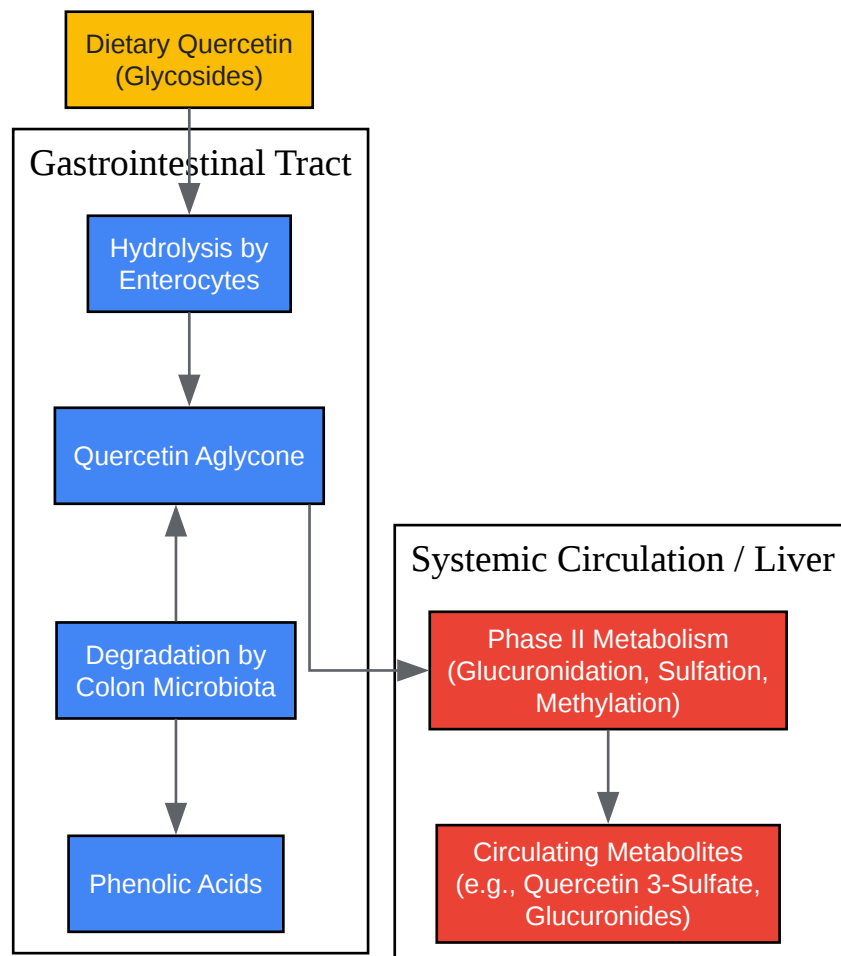 Dietary Quercetin
(Glycosides)
Gastrointestinal Tract
Hydrolysis by
Enterocytes
Quercetin Aglycone
Degradation by
Colon Microbiota
Phenolic Acids
Systemic Circulation / Liver
Phase II Metabolism
(Glucuronidation, Sulfation,
Methylation)
Circulating Metabolites
(e.g., Quercetin 3-Sulfate,
Glucuronides)